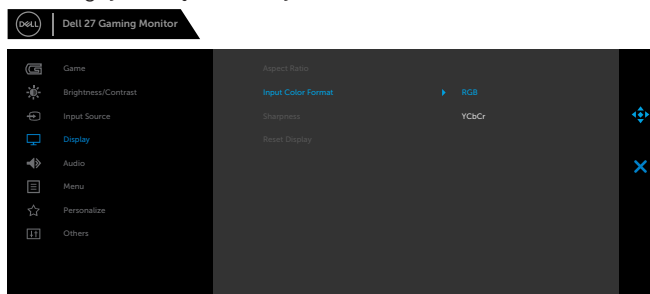 DELL
Dell 27 Gaming Monitor
Game
Aspect Ratio
Brightness/Contrast
Input Color Format
RGB
Input Source
Sharpness
YCbCr
Display
Reset Display
Audio
Menu
Personalize
Others